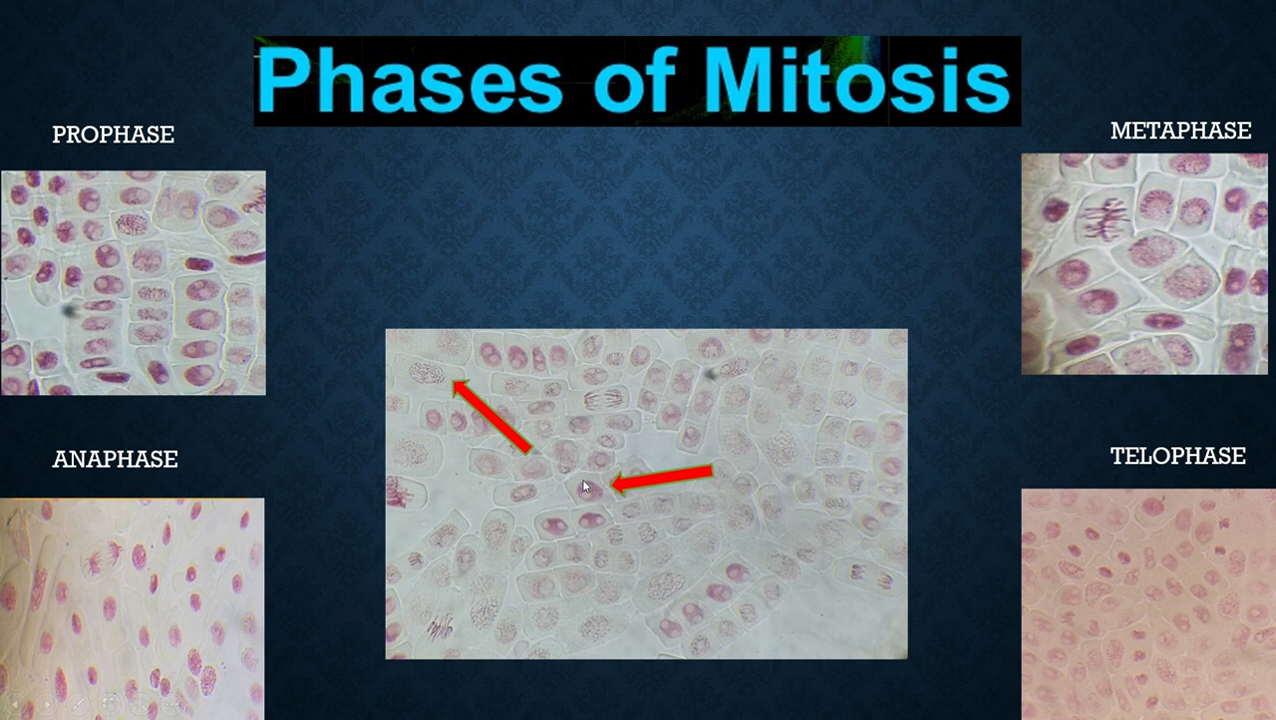 Phases of Mitosis
PROPHASE
METAPHASE
ANAPHASE
TELOPHASE